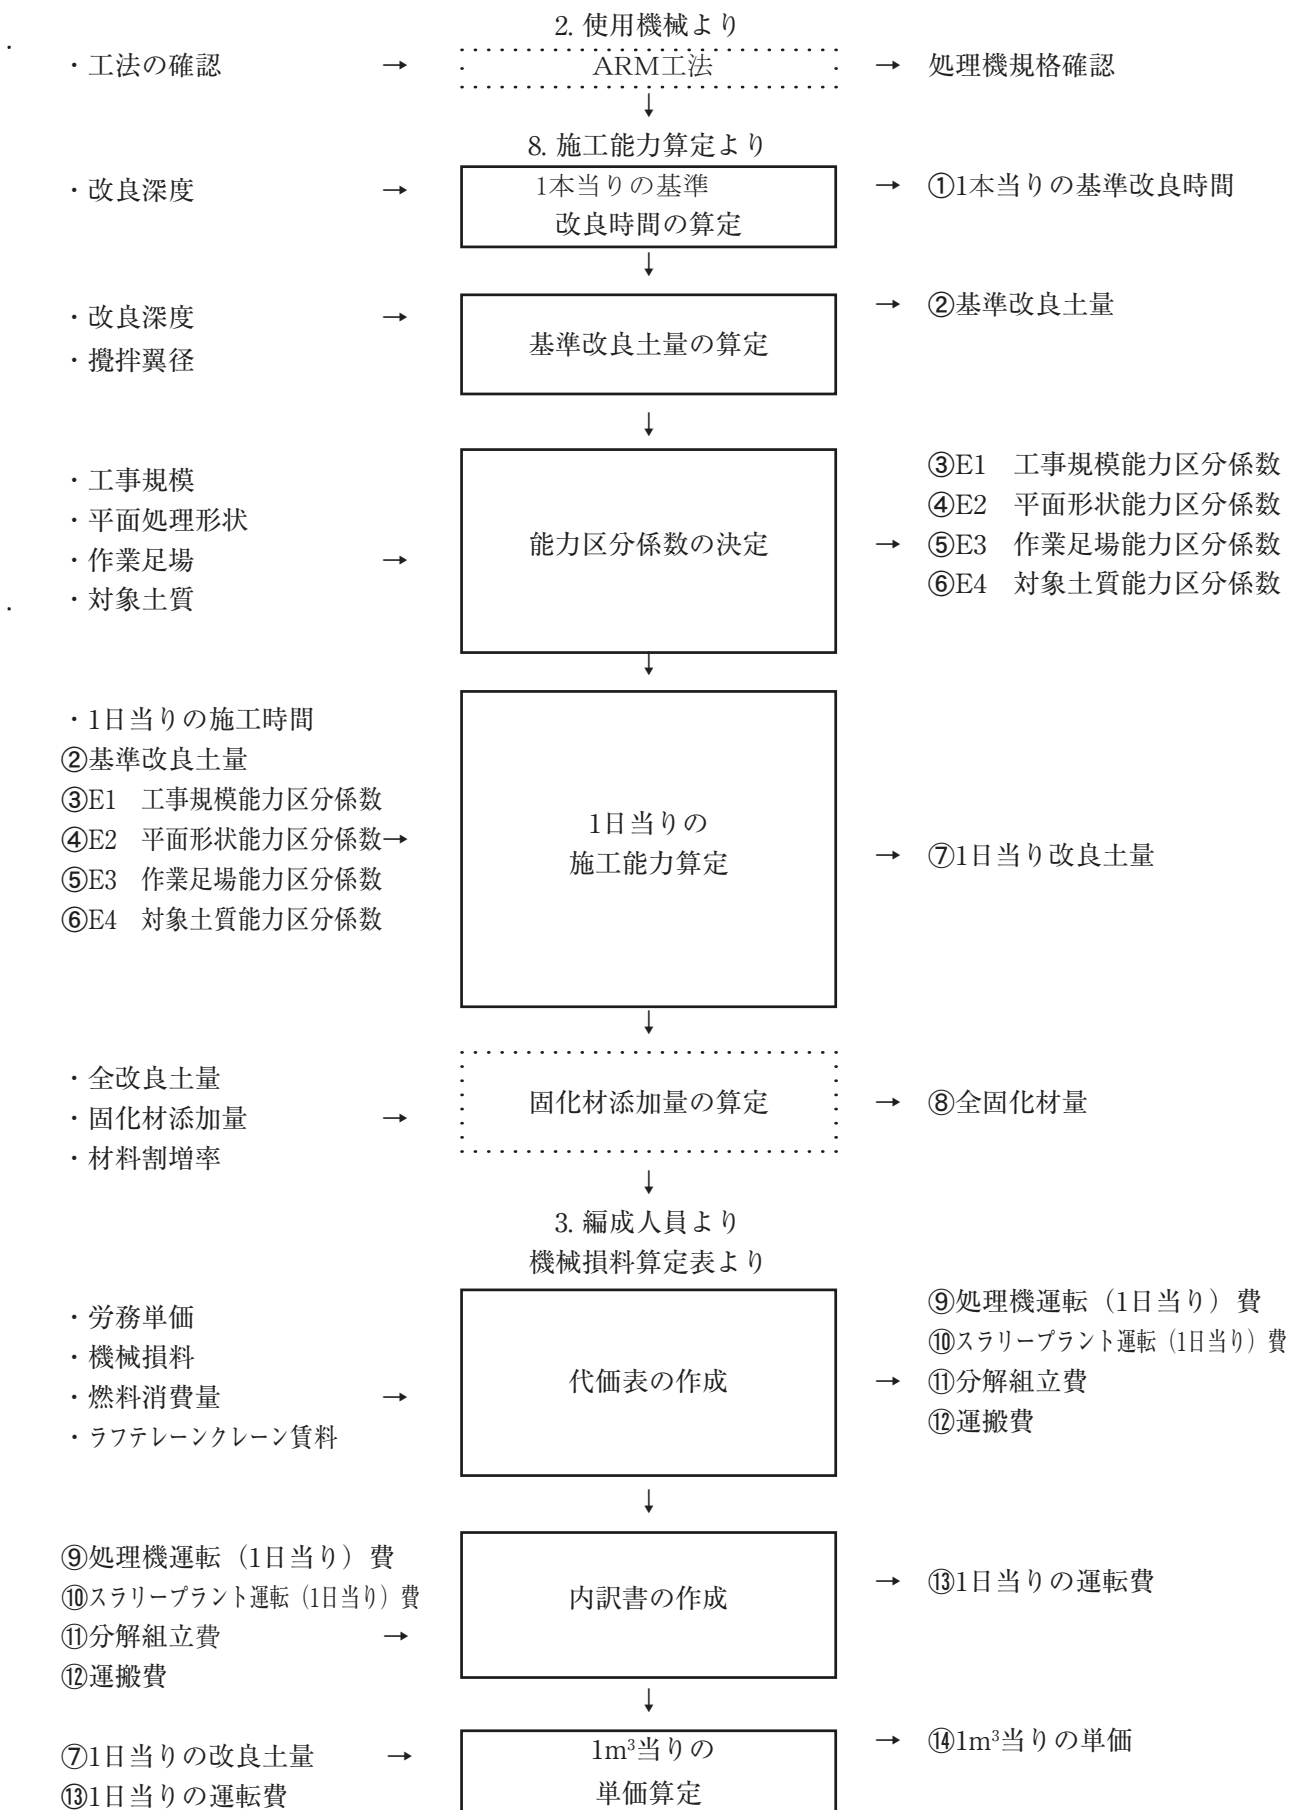 2. 使用機械より
・工法の確認 → ARM工法 → 処理機規格確認
↓
8. 施工能力算定より
・改良深度 → 1本当りの基準 → ①1本当りの基準改良時間
改良時間の算定
↓
・改良深度 → 基準改良土量の算定 → ②基準改良土量
・攪拌翼径
↓
・工事規模
・平面処理形状
・作業足場 →
・対象土質
能力区分係数の決定
→
③E1 工事規模能力区分係数
④E2 平面形状能力区分係数
⑤E3 作業足場能力区分係数
⑥E4 対象土質能力区分係数
↓
・1日当りの施工時間
②基準改良土量
③E1 工事規模能力区分係数
④E2 平面形状能力区分係数→
⑤E3 作業足場能力区分係数
⑥E4 対象土質能力区分係数
1日当りの
施工能力算定
→ ⑦1日当り改良土量
↓
・全改良土量
・固化材添加量 →
・材料割増率
固化材添加量の算定
→ ⑧全固化材量
↓
3. 編成人員より
機械損料算定表より
・労務単価
・機械損料
・燃料消費量 →
・ラフテレーンクレーン賃料
代価表の作成
→
⑨処理機運転（1日当り）費
⑩スラリープラント運転（1日当り）費
⑪分解組立費
⑫運搬費
↓
⑨処理機運転（1日当り）費
⑩スラリープラント運転（1日当り）費
⑪分解組立費 →
⑫運搬費
内訳書の作成
→ ⑬1日当りの運転費
↓
⑦1日当りの改良土量 →
⑬1日当りの運転費
1m³当りの
単価算定
→ ⑭1m³当りの単価